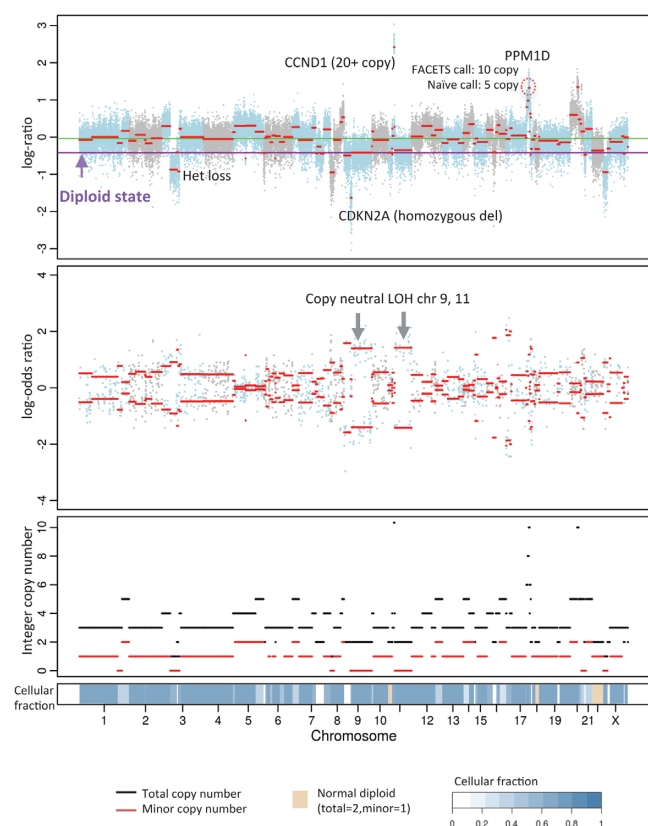 3
2
1
0
-1
-2
-3
log-ratio
CCND1 (20+ copy)
PPM1D
FACETS call: 10 copy
Naïve call: 5 copy
Het loss
Diploid state
CDKN2A (homozygous del)
4
2
0
-2
-4
log-odds ratio
Copy neutral LOH chr 9, 11
10
8
6
4
2
0
Integer copy number
Cellular
fraction
1 2 3 4 5 6 7 8 9 10 11 12 13 14 15 17 19 21 X
Chromosome
Total copy number
Minor copy number
Normal diploid
(total=2,minor=1)
Cellular fraction
0 0.2 0.4 0.6 0.8 1